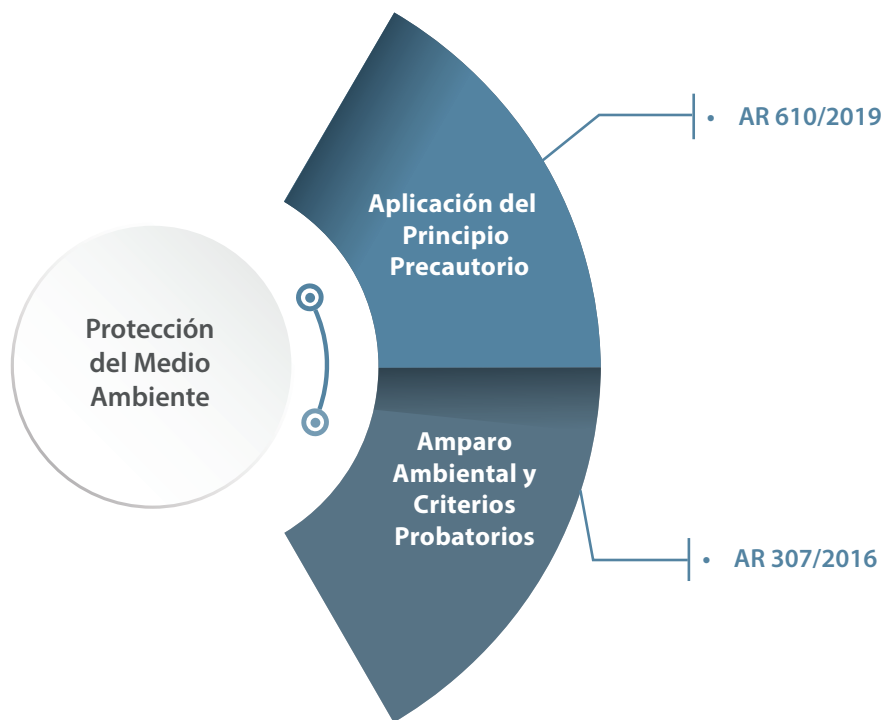 Protección
del Medio
Ambiente
Aplicación del
Principio
Precautorio
• AR 610/2019
Amparo
Ambiental y
Criterios
Probatorios
• AR 307/2016